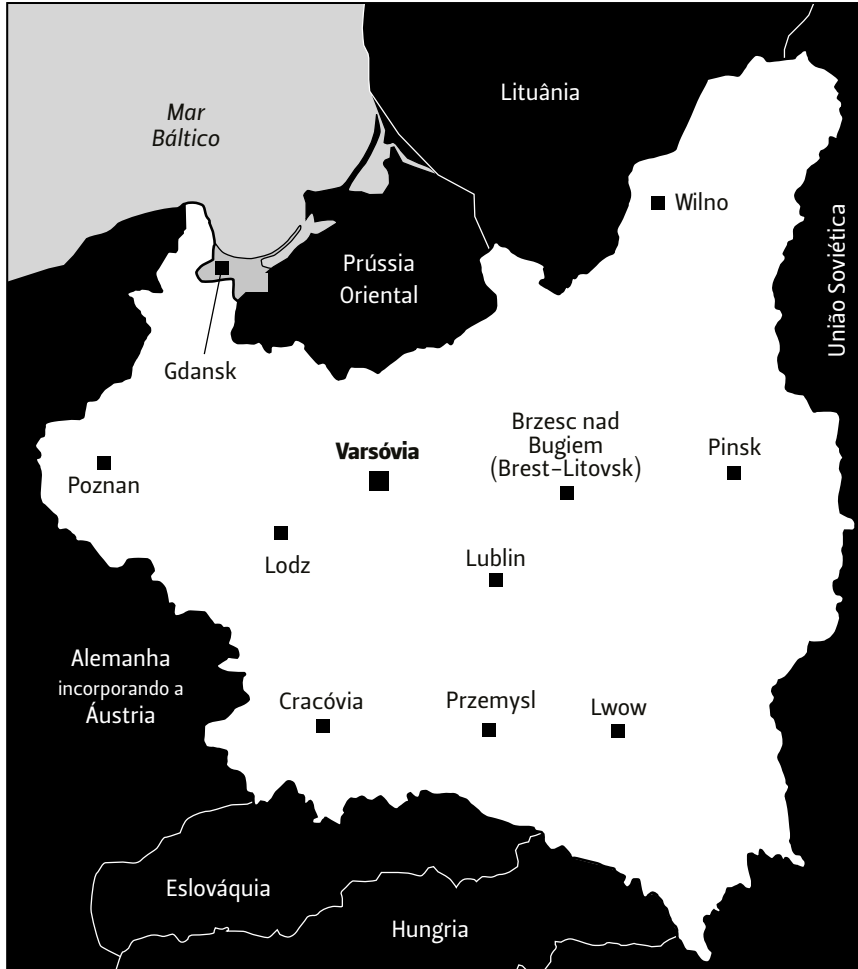 Mar
Báltico
Lituânia
Wilno
União Soviética
Prússia
Oriental
Gdansk
Brzesc nad
Bugiem
(Brest–Litovsk)
Pinsk
Varsóvia
Poznan
Lodz
Lublin
Alemanha
incorporando a
Áustria
Cracóvia
Przemysl
Lwow
Eslováquia
Hungria